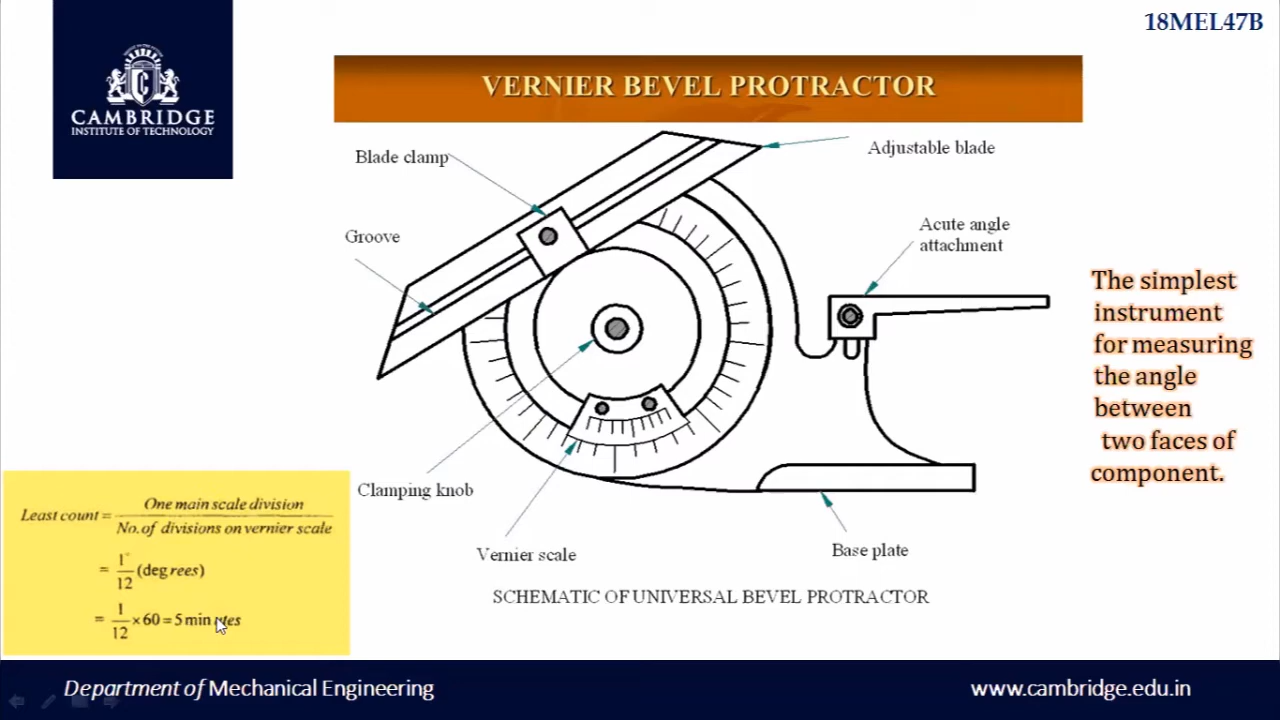 18MEL47B
CAMBRIDGE
INSTITUTE OF TECHNOLOGY
VERNIER BEVEL PROTRACTOR
Blade clamp
Adjustable blade
Groove
Acute angle
attachment
The simplest
instrument
for measuring
the angle
between
two faces of
component.
Clamping knob
Vernier scale
Base plate
SCHEMATIC OF UNIVERSAL BEVEL PROTRACTOR
Least count = One main scale division / No. of divisions on vernier scale
= 1° / 12 (degrees)
= 1 / 12 × 60 = 5 minutes
Department of Mechanical Engineering
www.cambridge.edu.in